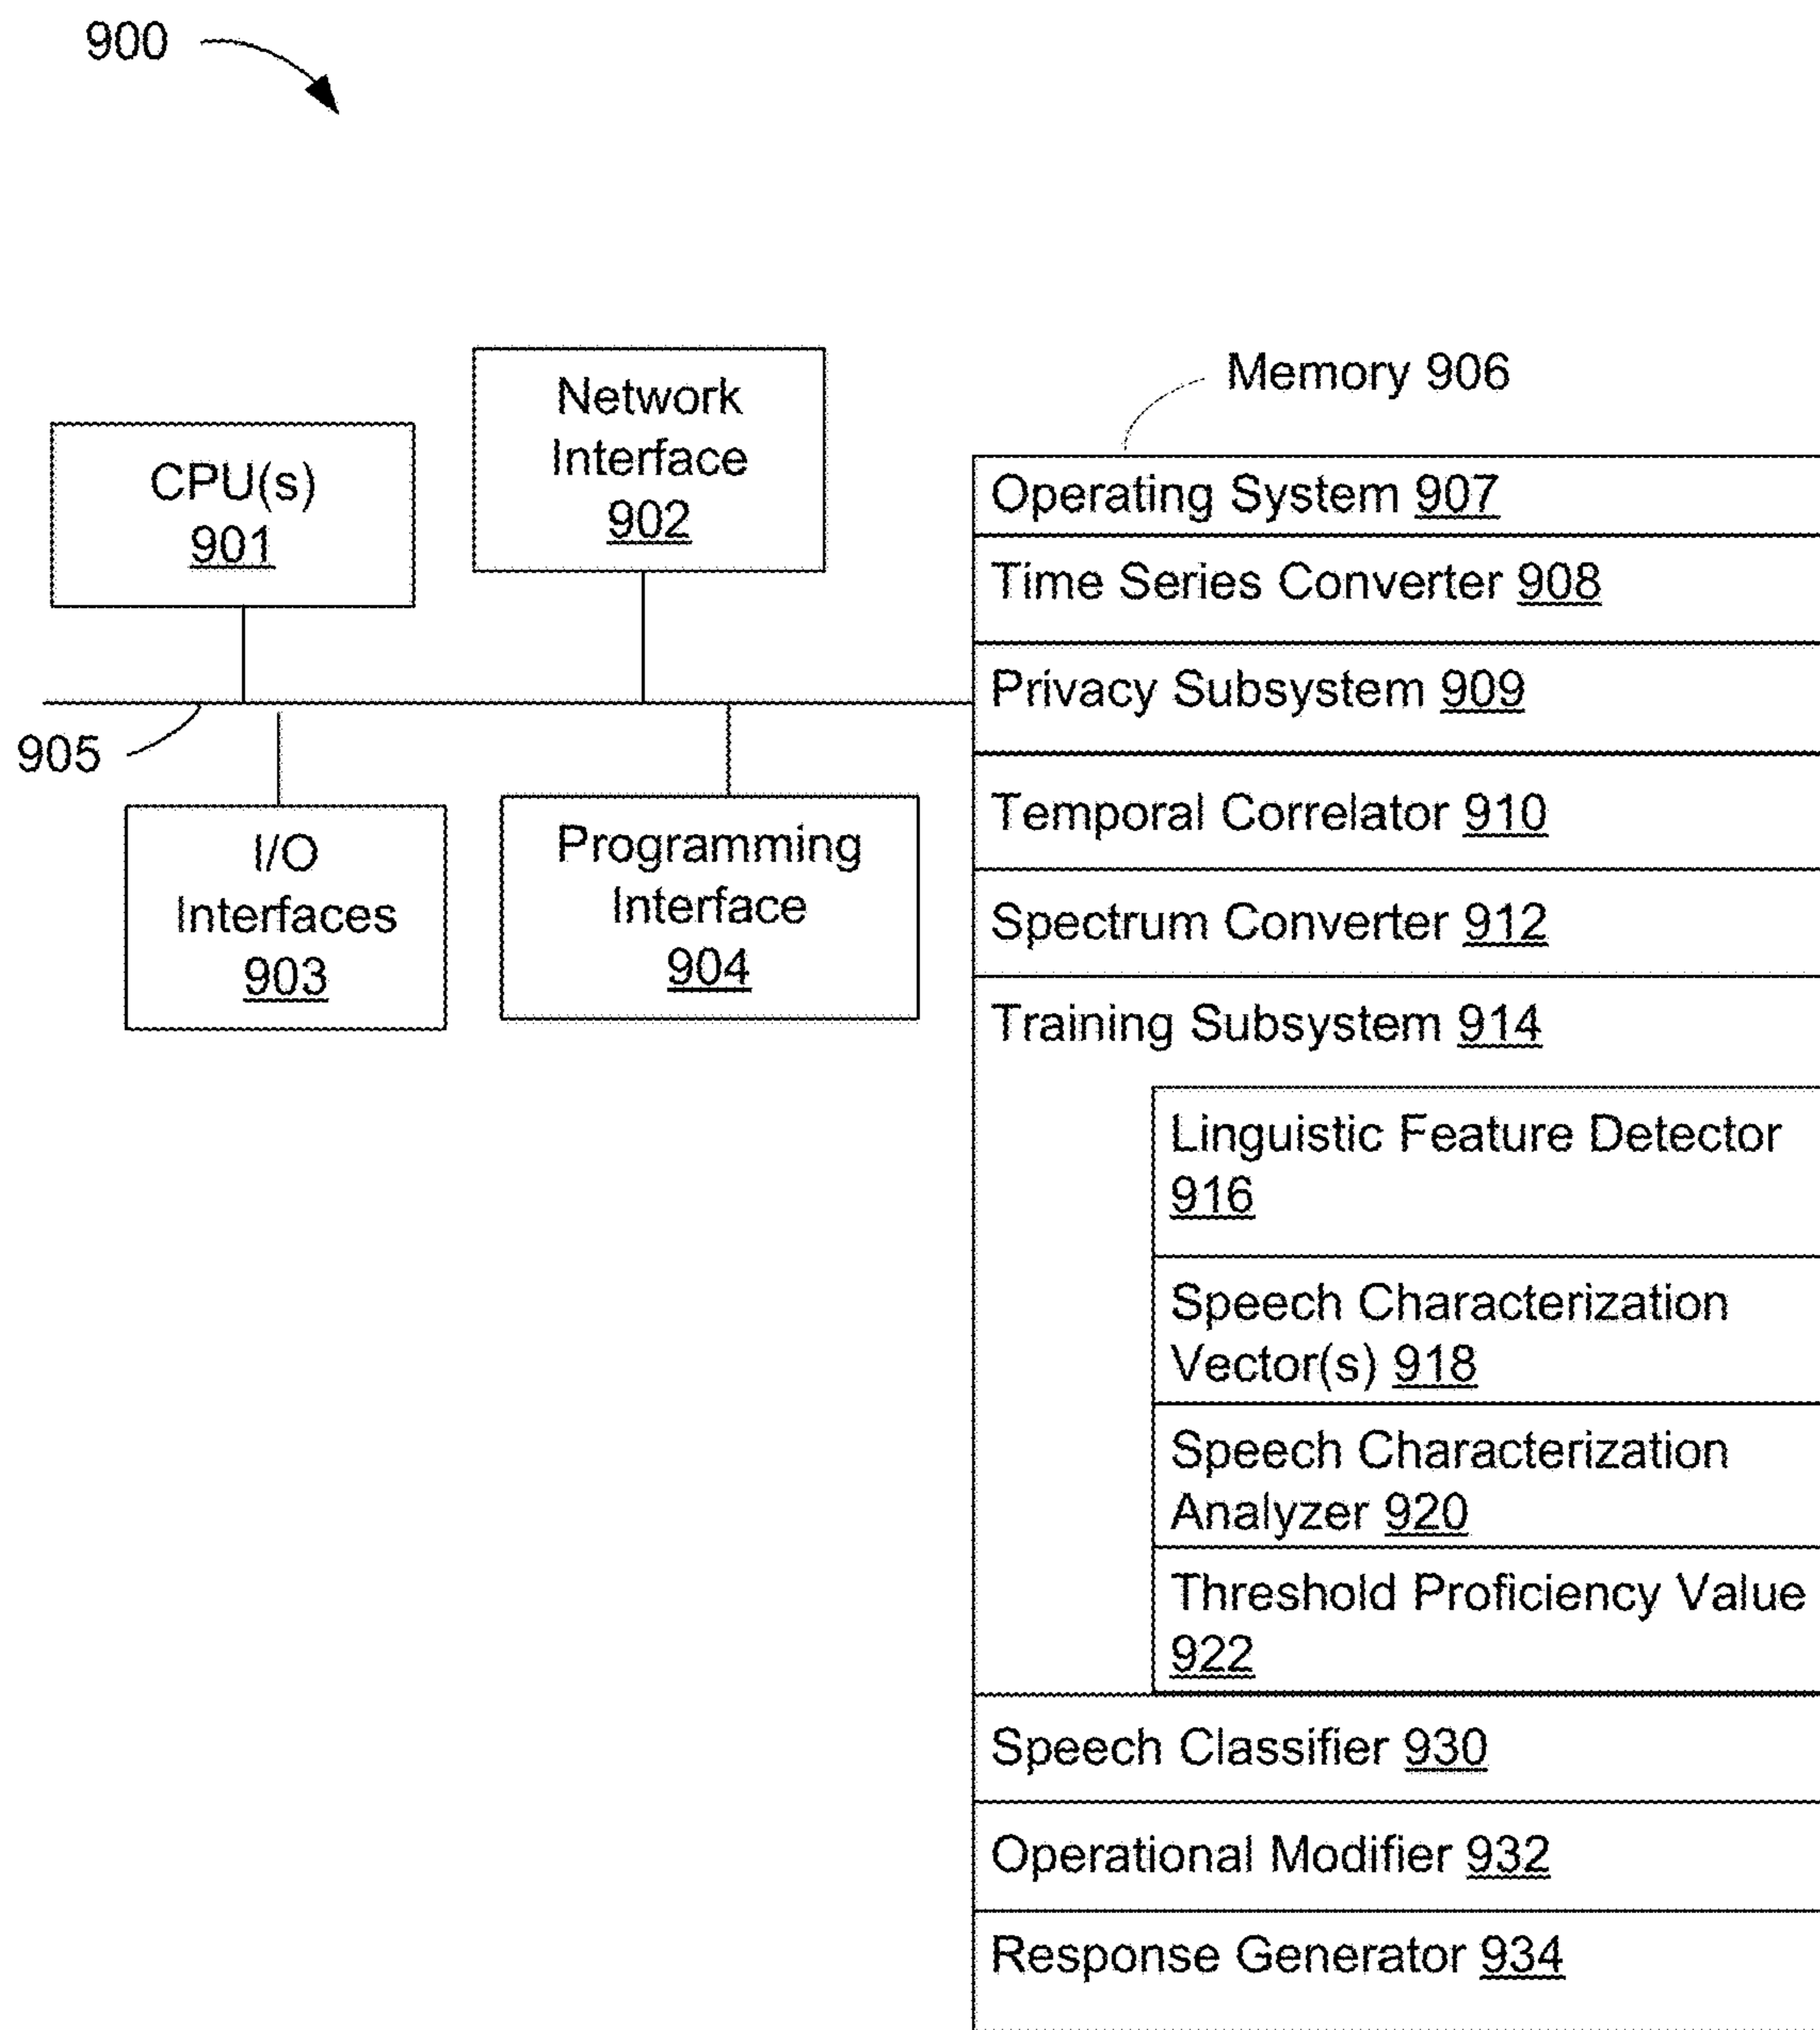 900
Network
Interface
902
CPU(s)
901
905
I/O
Interfaces
903
Programming
Interface
904
Memory 906
Operating System 907
Time Series Converter 908
Privacy Subsystem 909
Temporal Correlator 910
Spectrum Converter 912
Training Subsystem 914
Linguistic Feature Detector
916
Speech Characterization
Vector(s) 918
Speech Characterization
Analyzer 920
Threshold Proficiency Value
922
Speech Classifier 930
Operational Modifier 932
Response Generator 934